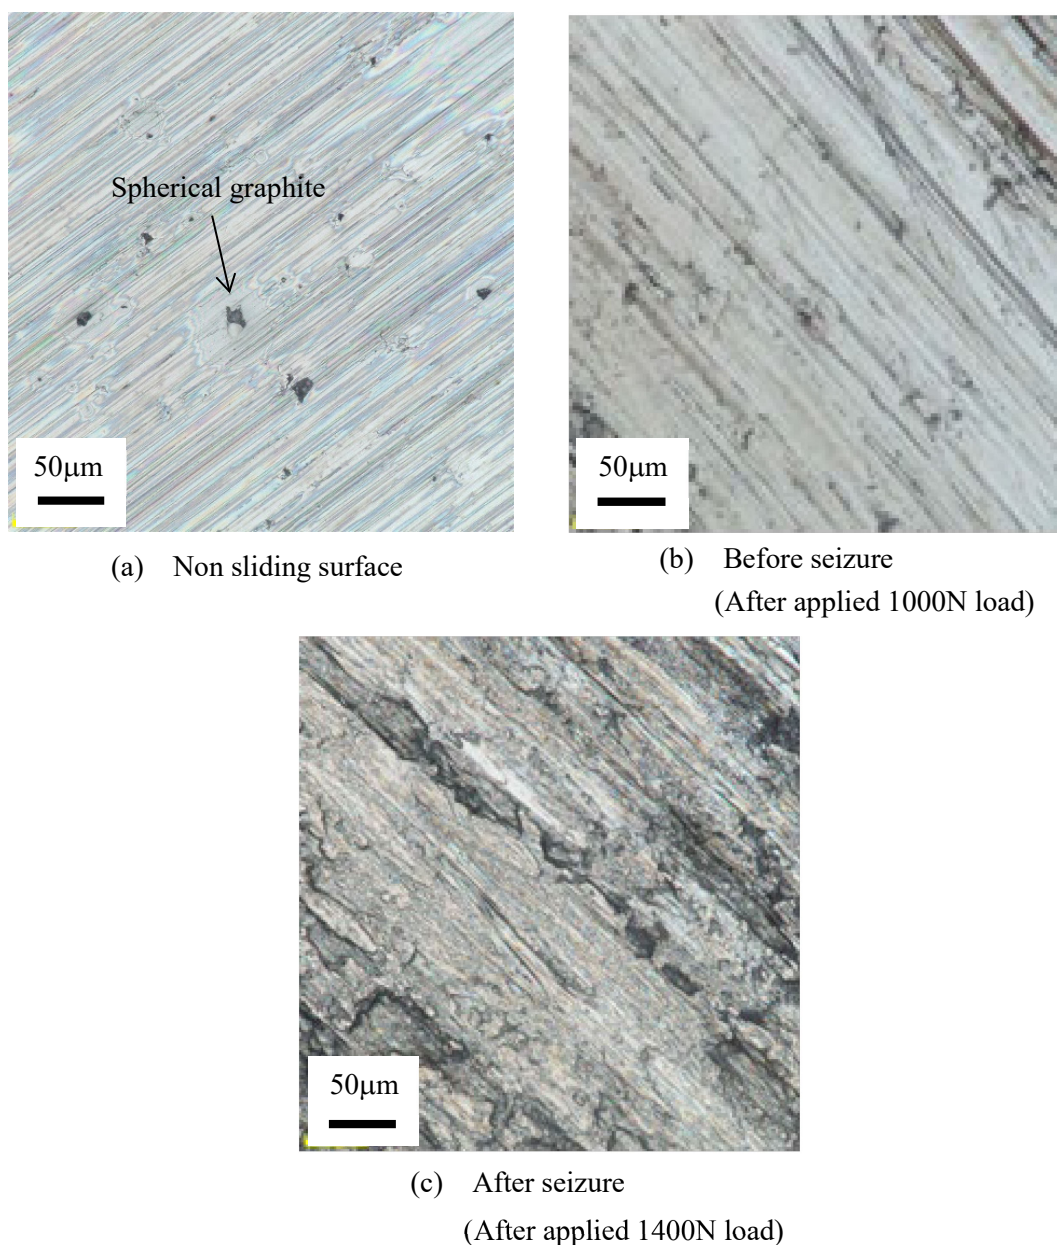 Spherical graphite
50μm
(a) Non sliding surface
50μm
(b) Before seizure
(After applied 1000N load)
50μm
(c) After seizure
(After applied 1400N load)